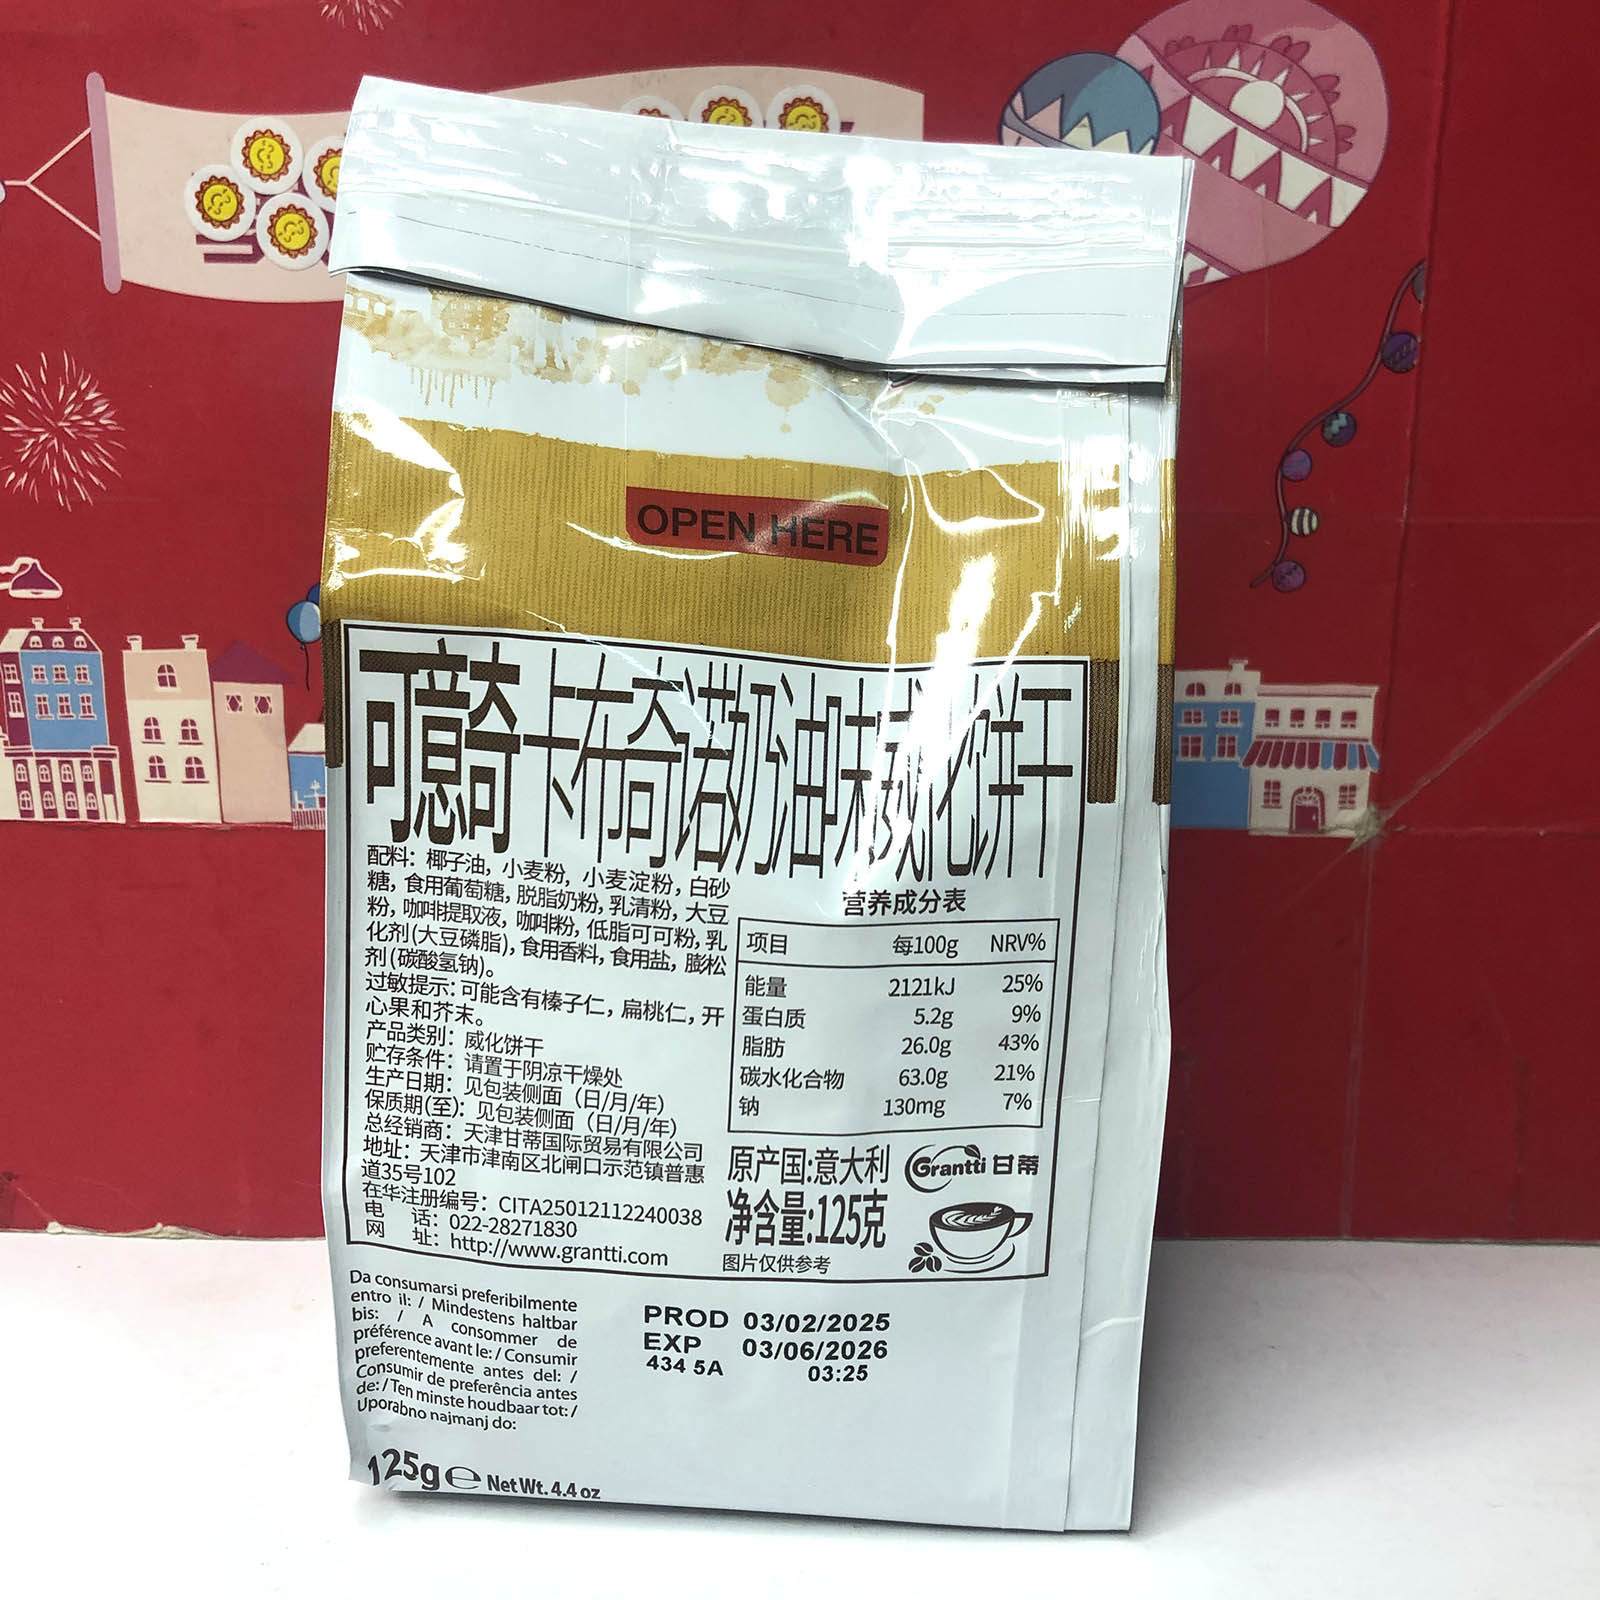 OPEN HERE
可意奇卡布奇诺奶油味威化饼干
配料：椰子油，小麦粉，小麦淀粉，白砂
糖，食用葡萄糖，脱脂奶粉，乳清粉，大豆
粉，咖啡提取液，咖啡粉，低脂可可粉，乳
化剂(大豆磷脂)，食用香料，食用盐，膨松
剂(碳酸氢钠)。
过敏提示：可能含有榛子仁，扁桃仁，开
心果和芥末。
产品类别：威化饼干
贮存条件：请置于阴凉干燥处
生产日期：见包装侧面（日/月/年）
保质期(至)：见包装侧面（日/月/年）
总经销商：天津甘蒂国际贸易有限公司
地址：天津市津南区北闸口示范镇普惠
道35号102
在华注册编号：CITA25012112240038
电 话：022-28271830
网 址：http://www.grantti.com
营养成分表
项目 每100g NRV%
能量 2121kJ 25%
蛋白质 5.2g 9%
脂肪 26.0g 43%
碳水化合物 63.0g 21%
钠 130mg 7%
原产国:意大利
净含量:125克
图片仅供参考
Grantti 甘蒂
Da consumarsi preferibilmente
entro il: / Mindestens haltbar
bis: / A consommer de
préférence avant le: / Consumir
preferentemente antes del: /
Consumir de preferência antes
de: / Ten minste houdbaar tot: /
Uporabno najmanj do:
PROD 03/02/2025
EXP 03/06/2026
434 5A 03:25
125g e Net Wt. 4.4 oz